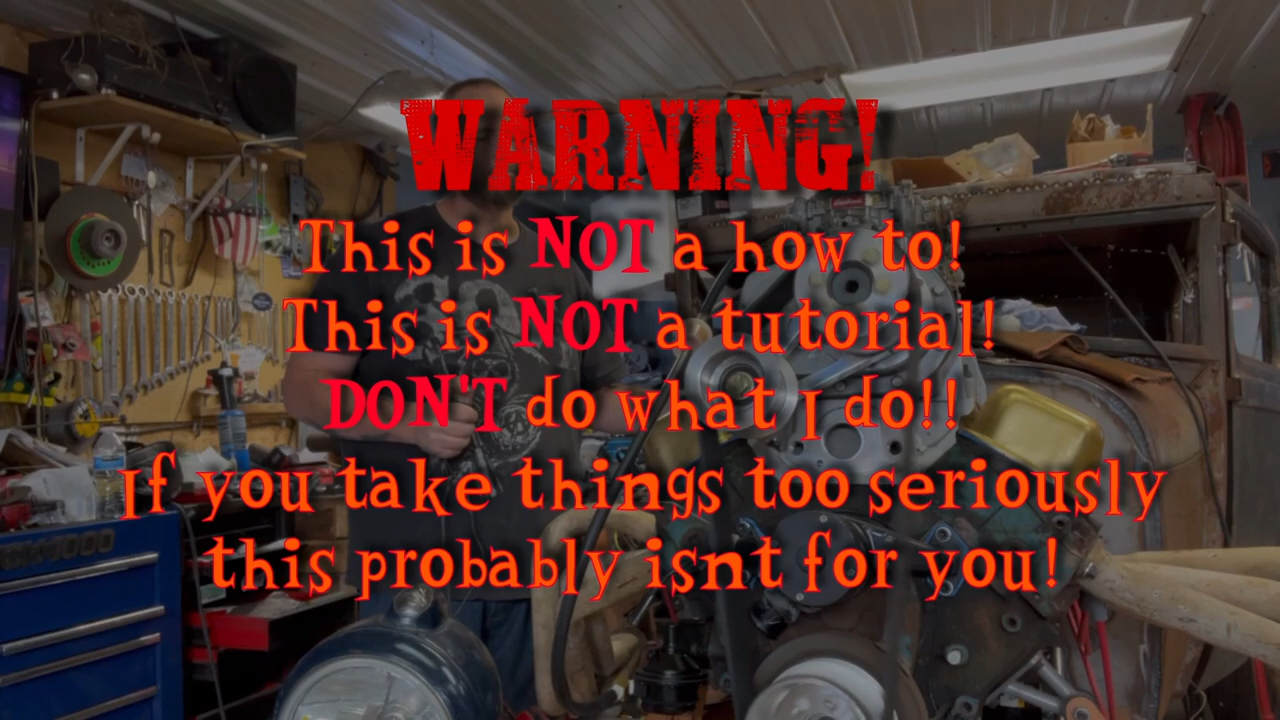 WARNING!
This is NOT a how to!
This is NOT a tutorial!
DON'T do what I do!!
If you take things too seriously
this probably isnt for you!